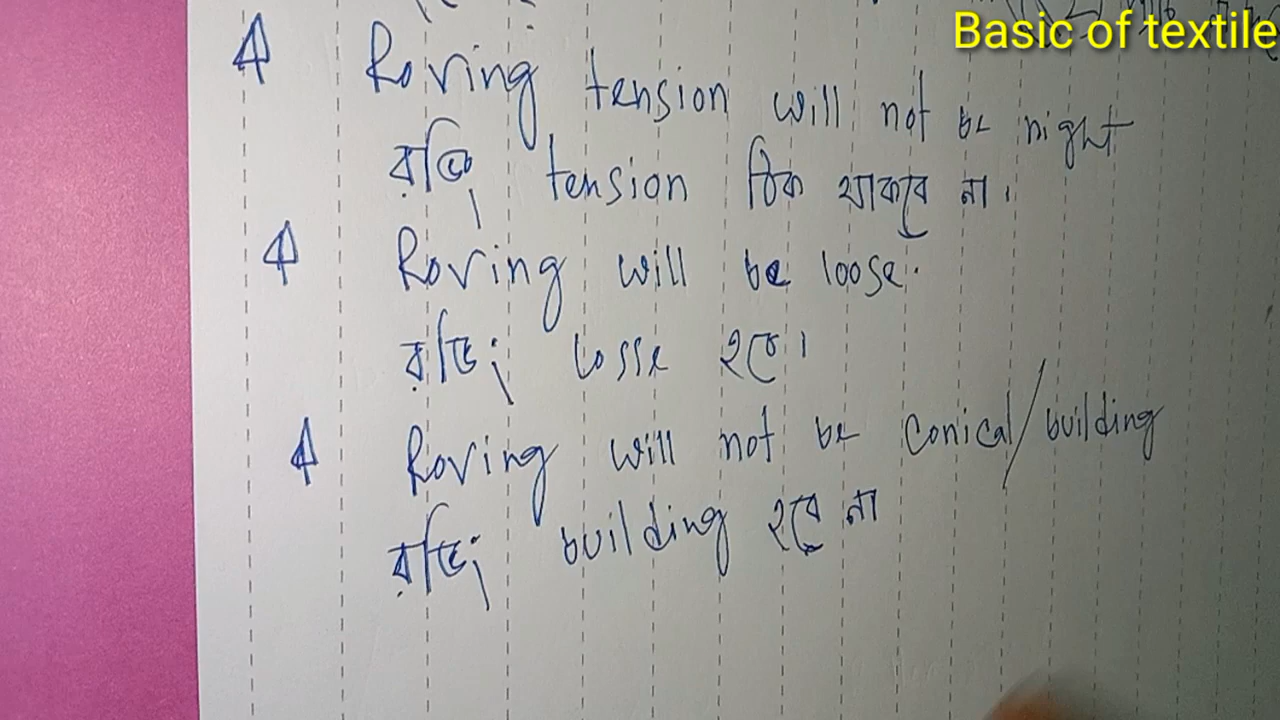 Basic of textile
Roving tension will not be right
রভিং tension ঠিক থাকবে না।
Roving will be loose.
রভিং losse হবে।
Roving will not be conical/building
রভিং building হবে না